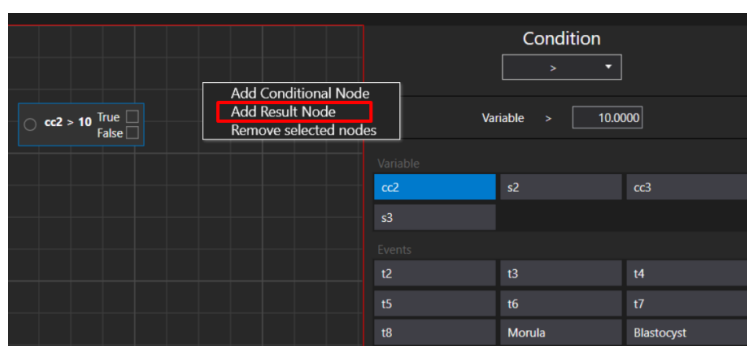 Condition
>
Add Conditional Node
Add Result Node
Remove selected nodes
cc2 > 10 True
False
Variable > 10.0000
Variable
cc2 s2 cc3
s3
Events
t2 t3 t4
t5 t6 t7
t8 Morula Blastocyst